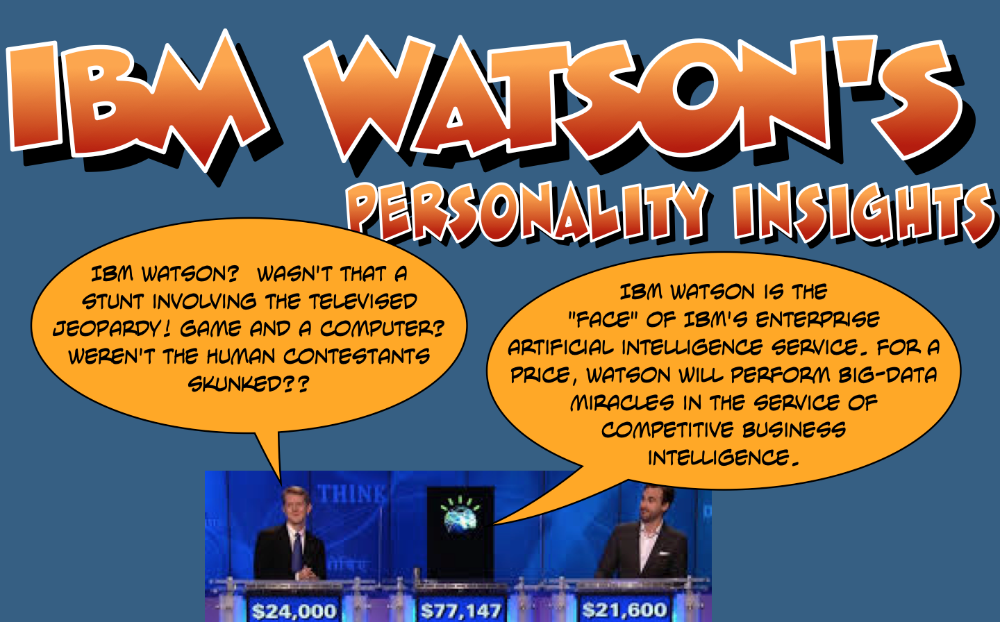 IBM WATSON'S
PERSONALITY INSIGHTS
IBM WATSON? WASN'T THAT A
STUNT INVOLVING THE TELEVISED
JEOPARDY! GAME AND A COMPUTER?
WEREN'T THE HUMAN CONTESTANTS
SKUNKED??
IBM WATSON IS THE
"FACE" OF IBM'S ENTERPRISE
ARTIFICIAL INTELLIGENCE SERVICE. FOR A
PRICE, WATSON WILL PERFORM BIG-DATA
MIRACLES IN THE SERVICE OF
COMPETITIVE BUSINESS
INTELLIGENCE.
THINK
$24,000
$77,147
$21,600